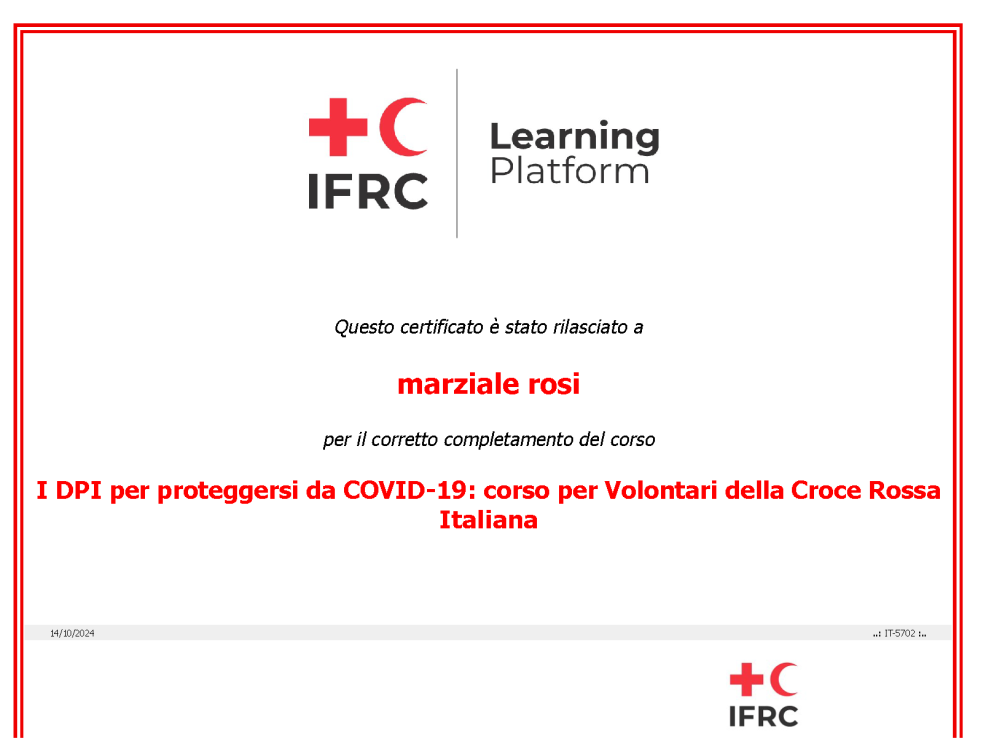 IFRC
Learning
Platform
Questo certificato è stato rilasciato a
marziale rosi
per il corretto completamento del corso
I DPI per proteggersi da COVID-19: corso per Volontari della Croce Rossa
Italiana
14/10/2024
..: IT-5702 :..
IFRC